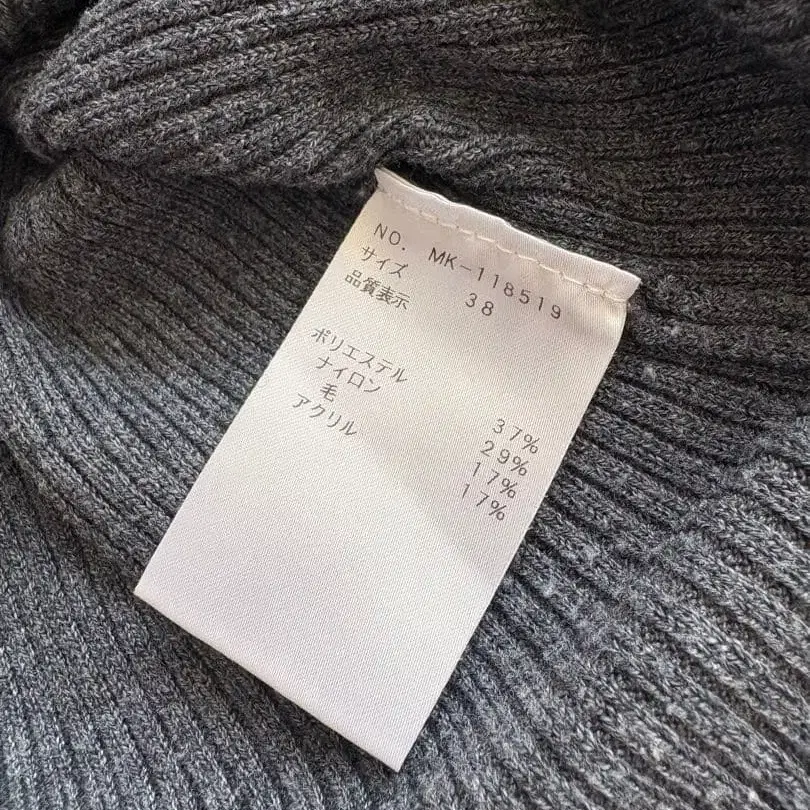 NO. MK-118519
サイズ 38
品質表示
ポリエステル 37%
ナイロン 29%
毛 17%
アクリル 17%